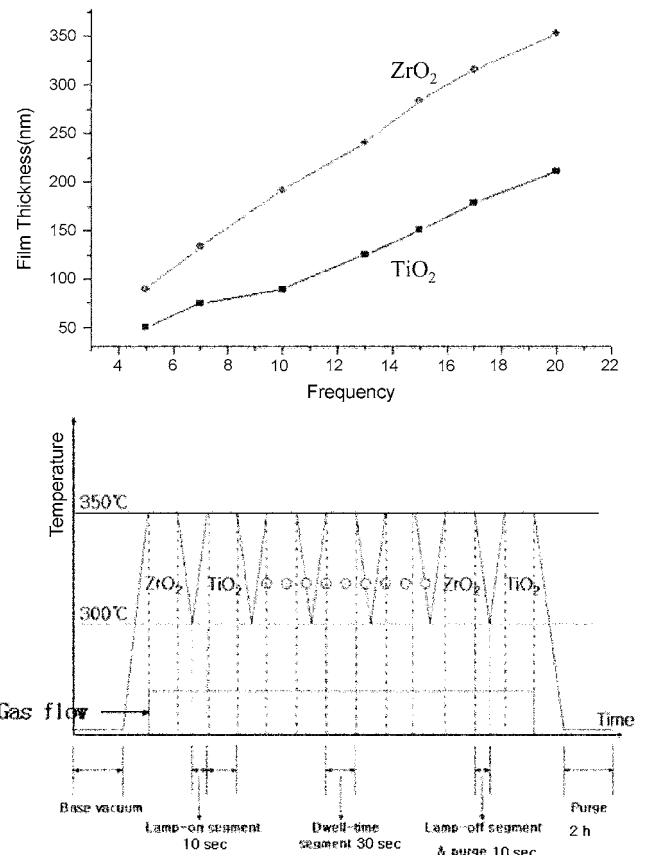 350
300
250
200
150
100
50
Film Thickness(nm)
ZrO₂
TiO₂
4 6 8 10 12 14 16 18 20 22
Frequency
Temperature
350℃
ZrO₂ TiO₂ ZrO₂ TiO₂
300℃
Gas flow
Time
Base vacuum
Lamp-on segment
10 sec
Dwell-time
segment 30 sec
Lamp-off segment
& purge 10 sec
Purge
2 h